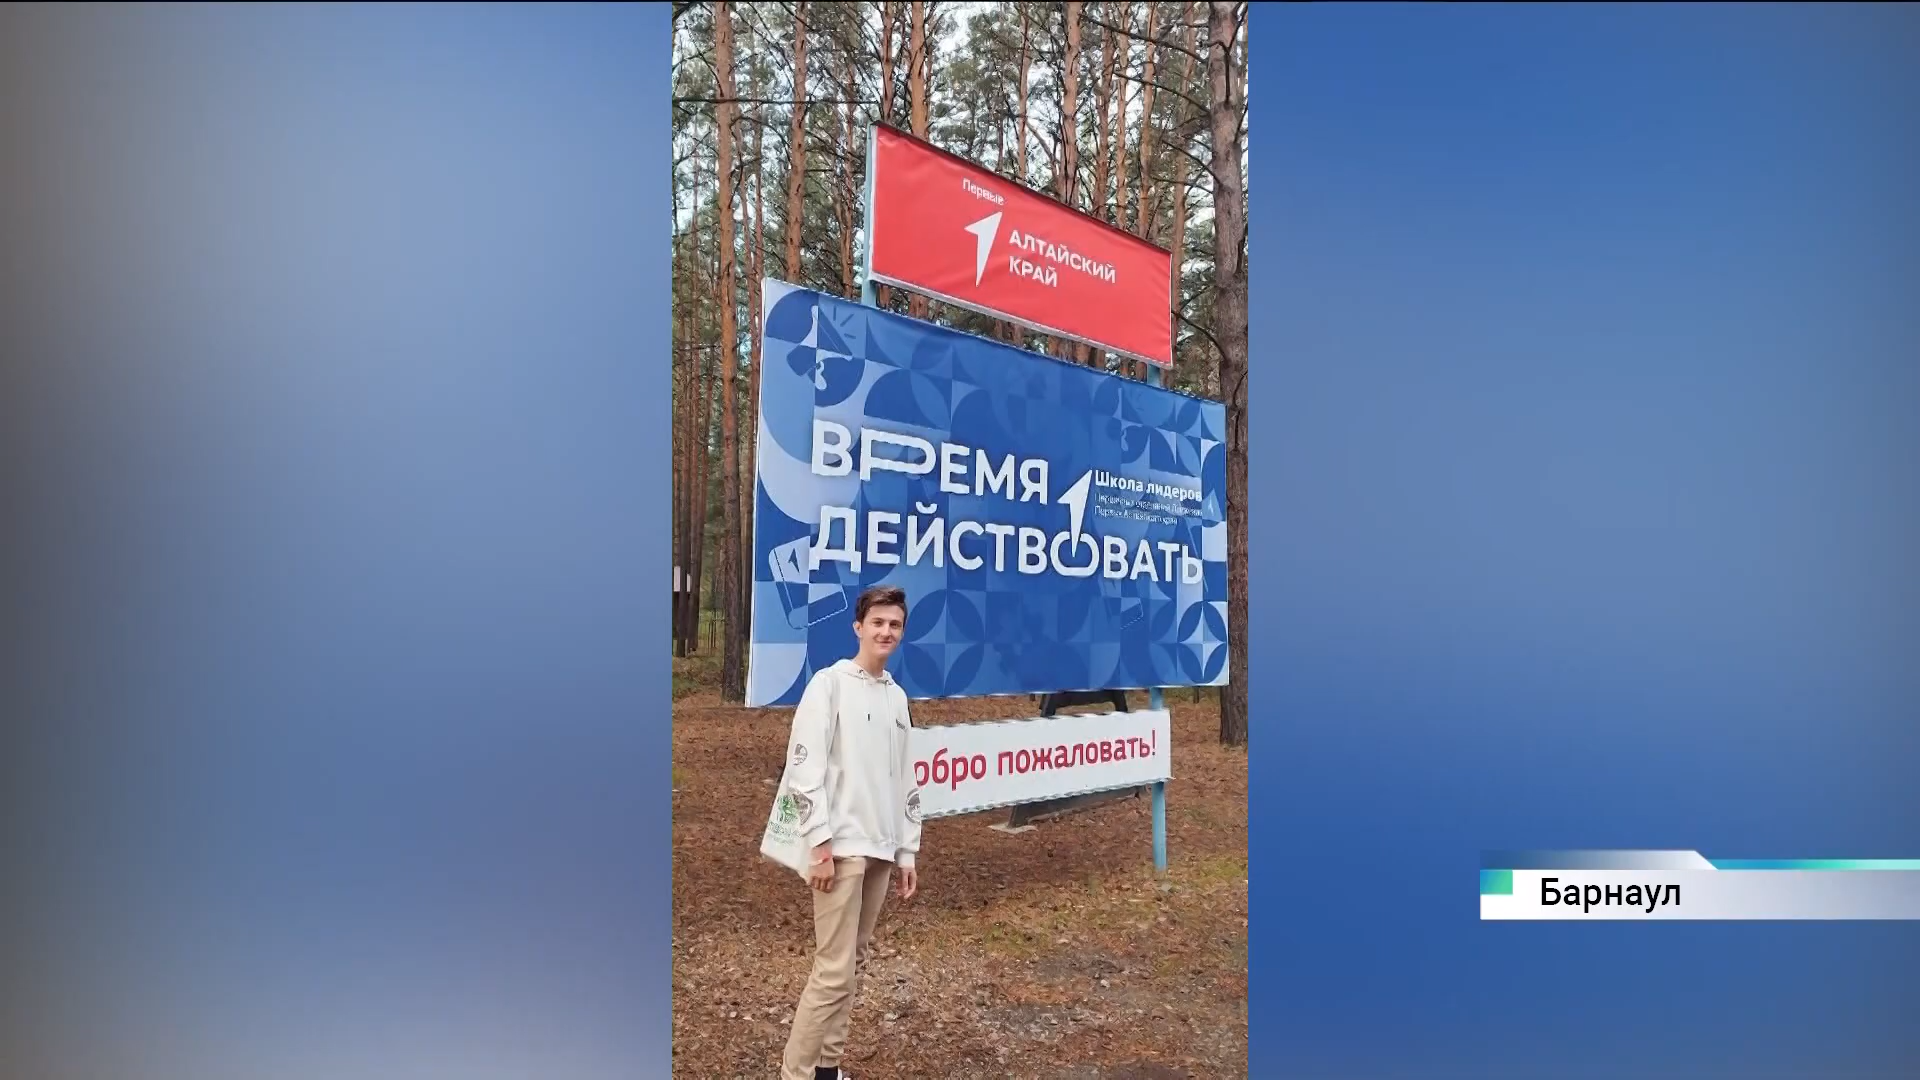 Первые
АЛТАЙСКИЙ
КРАЙ
ВРЕМЯ
ДЕЙСТВОВАТЬ
Школа лидеров
обро пожаловать!
Барнаул